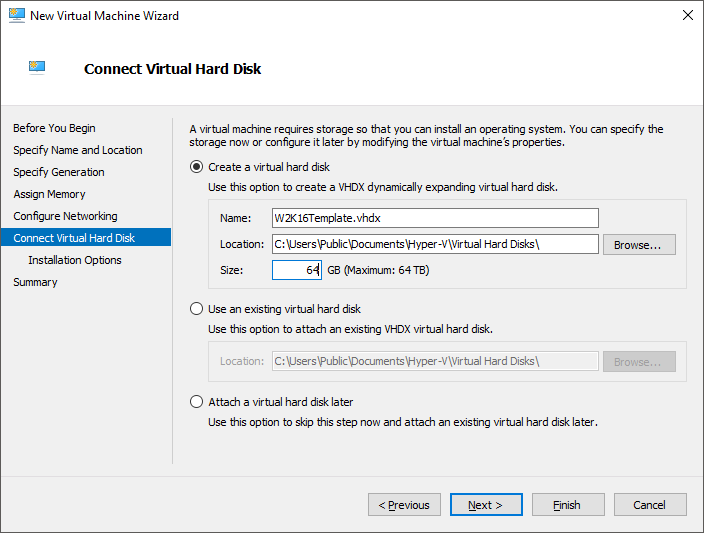 New Virtual Machine Wizard
Connect Virtual Hard Disk
Before You Begin
Specify Name and Location
Specify Generation
Assign Memory
Configure Networking
Connect Virtual Hard Disk
Installation Options
Summary
A virtual machine requires storage so that you can install an operating system. You can specify the
storage now or configure it later by modifying the virtual machine's properties.
Create a virtual hard disk
Use this option to create a VHDX dynamically expanding virtual hard disk.
Name: W2K16Template.vhdx
Location: C:\Users\Public\Documents\Hyper-V\Virtual Hard Disks\ Browse...
Size: 64 GB (Maximum: 64 TB)
Use an existing virtual hard disk
Use this option to attach an existing VHDX virtual hard disk.
Location: C:\Users\Public\Documents\Hyper-V\Virtual Hard Disks\ Browse...
Attach a virtual hard disk later
Use this option to skip this step now and attach an existing virtual hard disk later.
< Previous Next > Finish Cancel